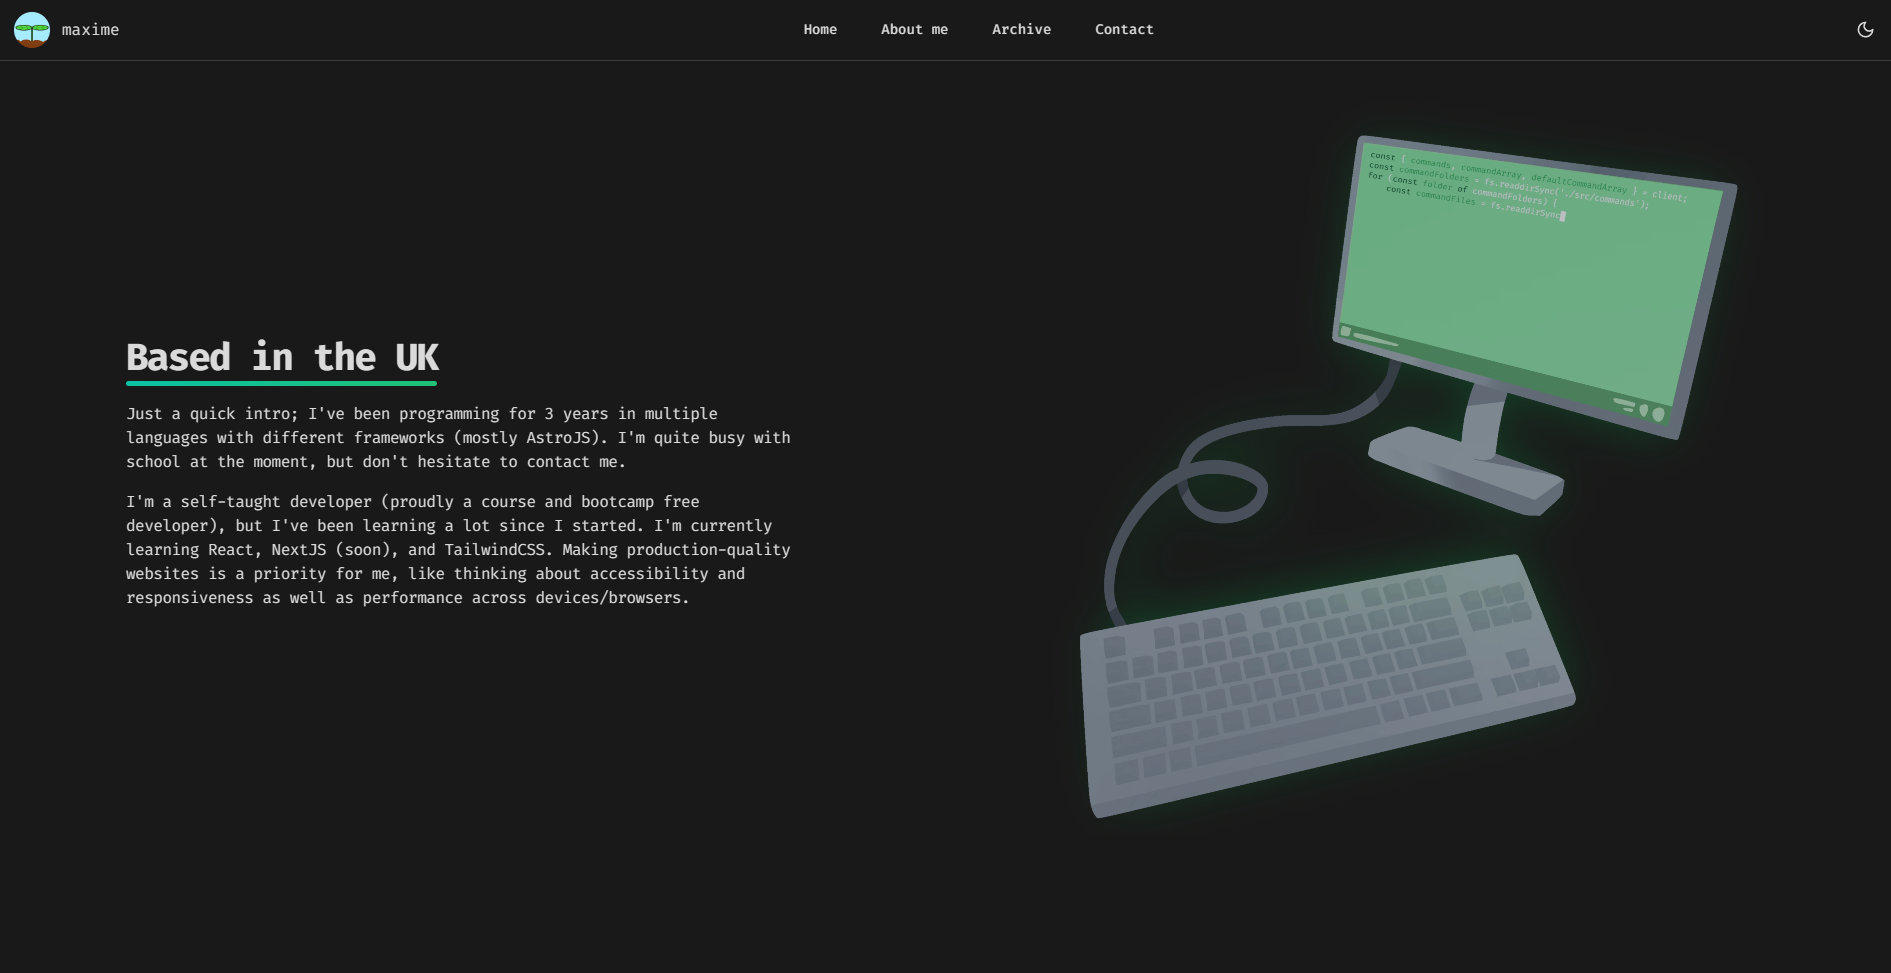 maxime
Home
About me
Archive
Contact
const { commands, commandArray, defaultCommandArray } = client;
const commandFolders = fs.readdirSync('./src/commands');
for (const folder of commandFolders) {
const commandFiles = fs.readdirSync
Based in the UK
Just a quick intro; I've been programming for 3 years in multiple
languages with different frameworks (mostly AstroJS). I'm quite busy with
school at the moment, but don't hesitate to contact me.
I'm a self-taught developer (proudly a course and bootcamp free
developer), but I've been learning a lot since I started. I'm currently
learning React, NextJS (soon), and TailwindCSS. Making production-quality
websites is a priority for me, like thinking about accessibility and
responsiveness as well as performance across devices/browsers.